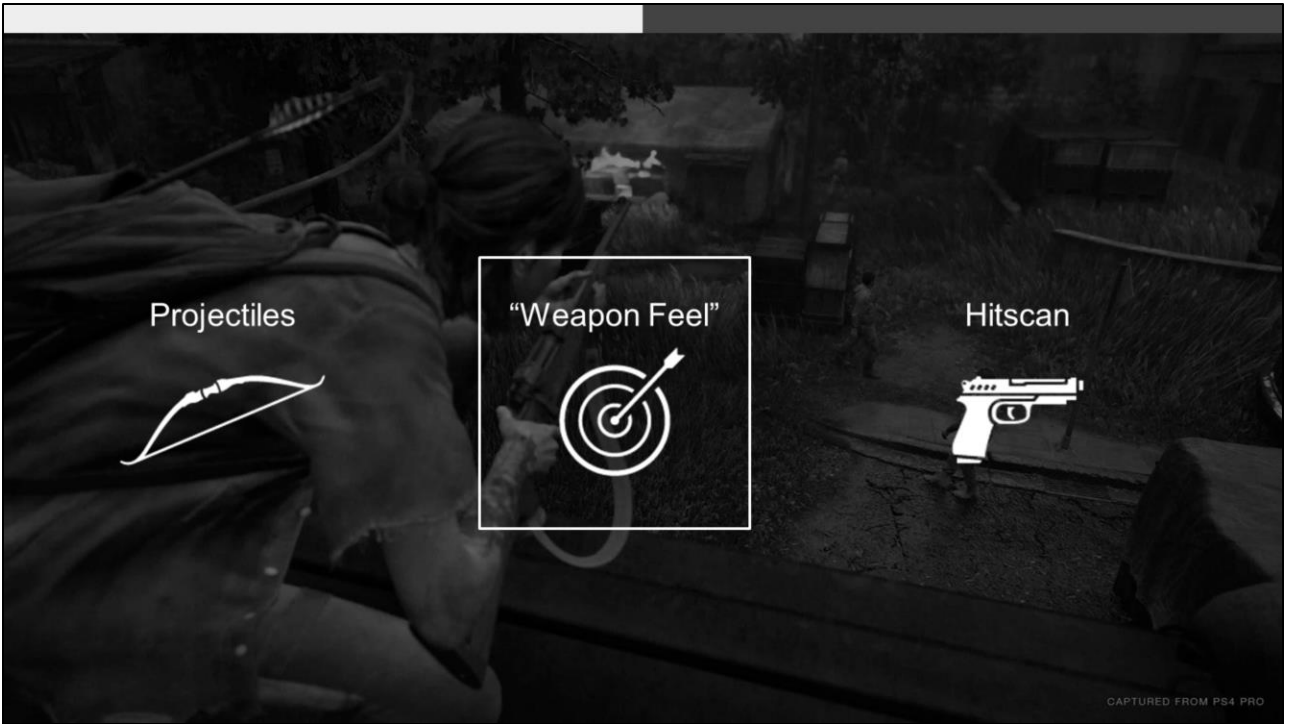 Projectiles
“Weapon Feel”
Hitscan
CAPTURED FROM PS4 PRO